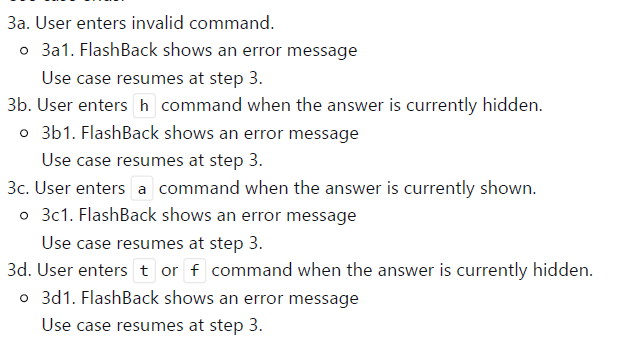 3a. User enters invalid command.
3a1. FlashBack shows an error message
Use case resumes at step 3.
3b. User enters h command when the answer is currently hidden.
3b1. FlashBack shows an error message
Use case resumes at step 3.
3c. User enters a command when the answer is currently shown.
3c1. FlashBack shows an error message
Use case resumes at step 3.
3d. User enters t or f command when the answer is currently hidden.
3d1. FlashBack shows an error message
Use case resumes at step 3.